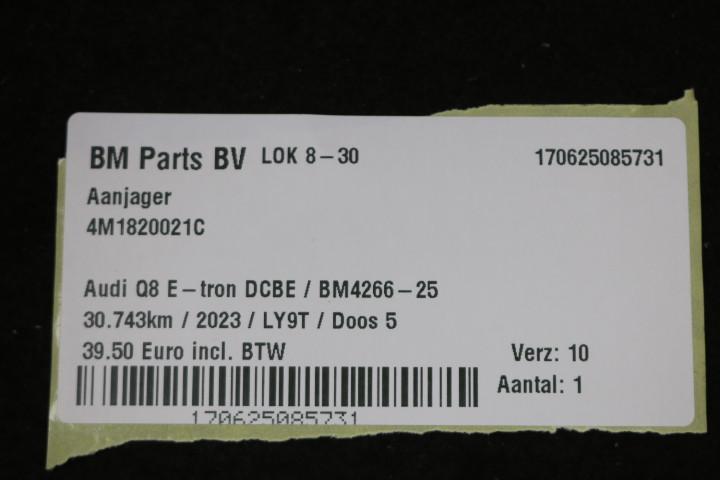 BM Parts BV LOK 8-30 170625085731
Aanjager
4M1820021C
Audi Q8 E-tron DCBE / BM4266-25
30.743km / 2023 / LY9T / Doos 5
39.50 Euro incl. BTW Verz: 10
Aantal: 1
170625085731